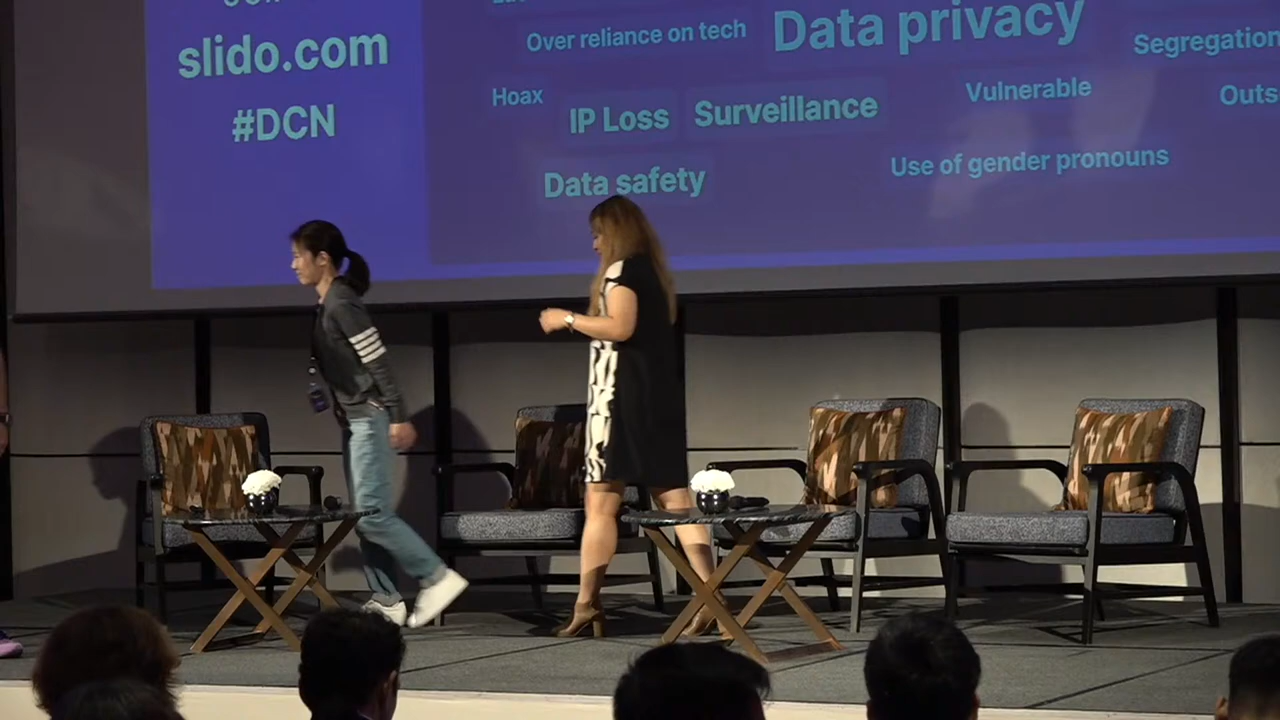 slido.com
#DCN
Over reliance on tech
Data privacy
Segregation
Hoax
IP Loss
Surveillance
Vulnerable
Data safety
Use of gender pronouns